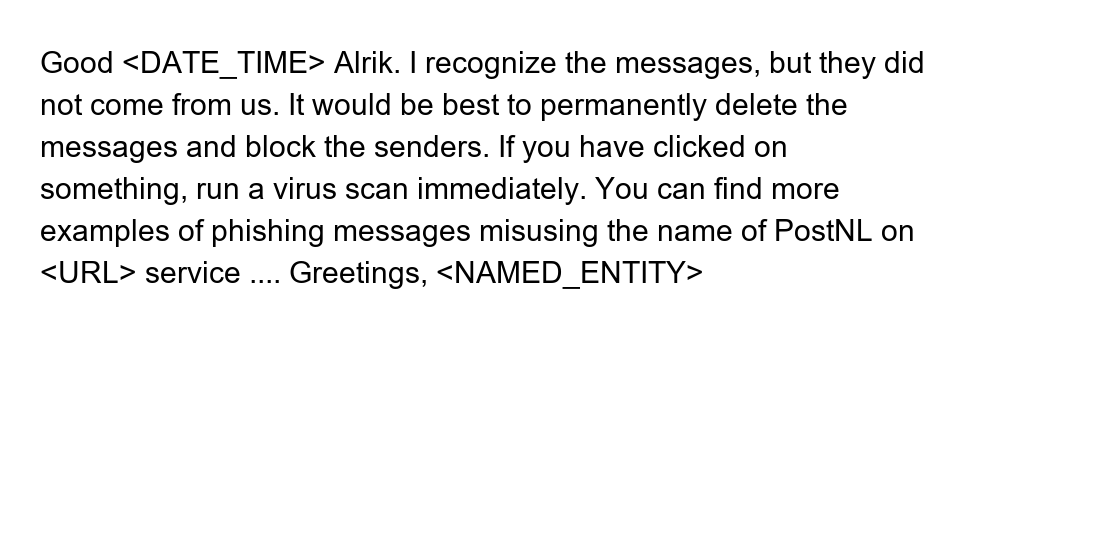 Good <DATE_TIME> Alrik. I recognize the messages, but they did
not come from us. It would be best to permanently delete the
messages and block the senders. If you have clicked on
something, run a virus scan immediately. You can find more
examples of phishing messages misusing the name of PostNL on
<URL> service .... Greetings, <NAMED_ENTITY>